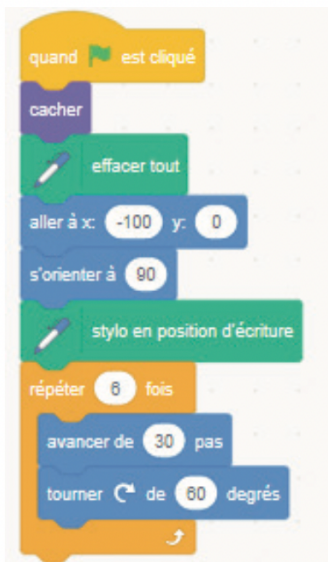 quand est cliqué
cacher
effacer tout
aller à x: -100 y: 0
s'orienter à 90
stylo en position d'écriture
répéter 6 fois
avancer de 30 pas
tourner de 60 degrés